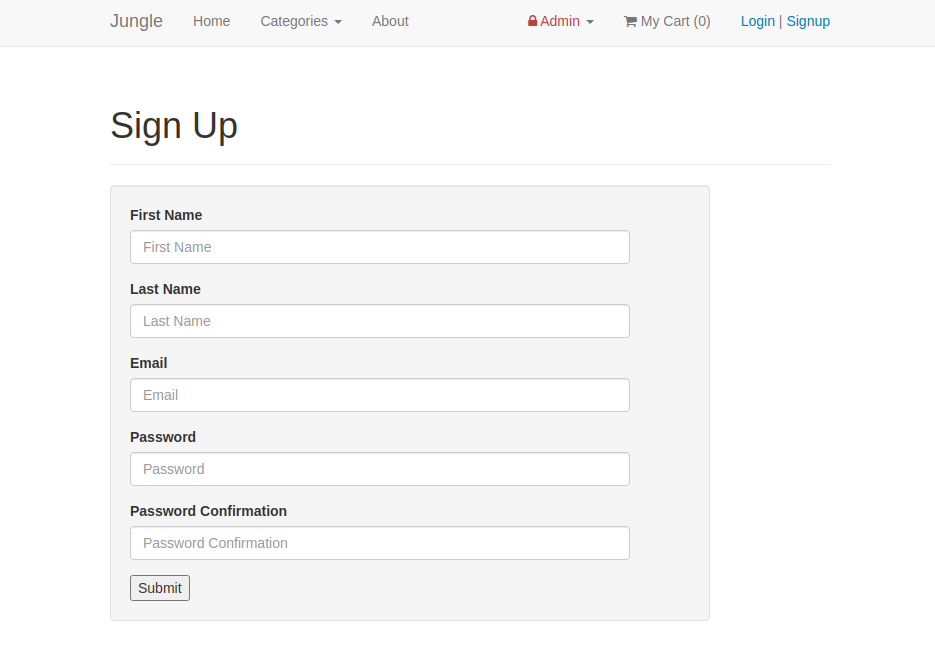 Jungle Home Categories About Admin My Cart (0) Login | Signup
Sign Up
First Name
First Name
Last Name
Last Name
Email
Email
Password
Password
Password Confirmation
Password Confirmation
Submit